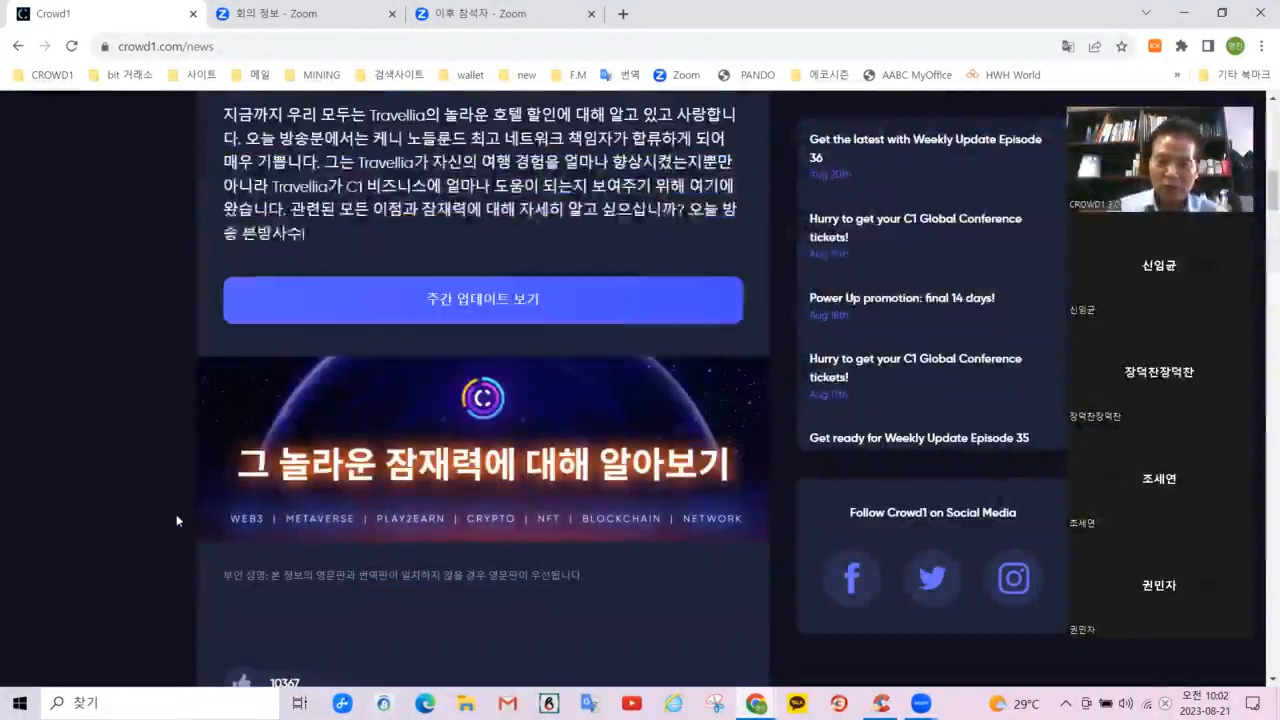 Crowd1
회의 정보 - Zoom
이후 참석자 - Zoom
crowd1.com/news
CROWD1
bit 거래소
사이트
메일
MINING
검색사이트
wallet
new
F.M
번역
Zoom
PANDO
에코시즌
AABC MyOffice
HWH World
»
기타 북마크
지금까지 우리 모두는 Travellia의 놀라운 호텔 할인에 대해 알고 있고 사랑합니
다. 오늘 방송분에서는 케니 노들룬드 최고 네트워크 책임자가 합류하게 되어
매우 기쁩니다. 그는 Travellia가 자신의 여행 경험을 얼마나 향상시켰는지뿐만
아니라 Travellia가 C1 비즈니스에 얼마나 도움이 되는지 보여주기 위해 여기에
왔습니다. 관련된 모든 이점과 잠재력에 대해 자세히 알고 싶으십니까? 오늘 방
주간 업데이트 보기
그 놀라운 잠재력에 대해 알아보기
WEB3 | METAVERSE | PLAY2EARN | CRYPTO | NFT | BLOCKCHAIN | NETWORK
부인 성명: 본 정보의 영문판과 번역판이 일치하지 않을 경우 영문판이 우선됩니다.
10367
Get the latest with Weekly Update Episode
36
Aug 20th
Hurry to get your C1 Global Conference
tickets!
Power Up promotion: final 14 days!
Aug 18th
Hurry to get your C1 Global Conference
tickets!
Aug 17th
Get ready for Weekly Update Episode 35
Follow Crowd1 on Social Media
CROWD1 3.0
신임균
신임균
장덕찬장덕찬
장덕찬장덕찬
조세연
조세연
권민자
권민자
찾기
29°C
오전 10:02
2023-08-21